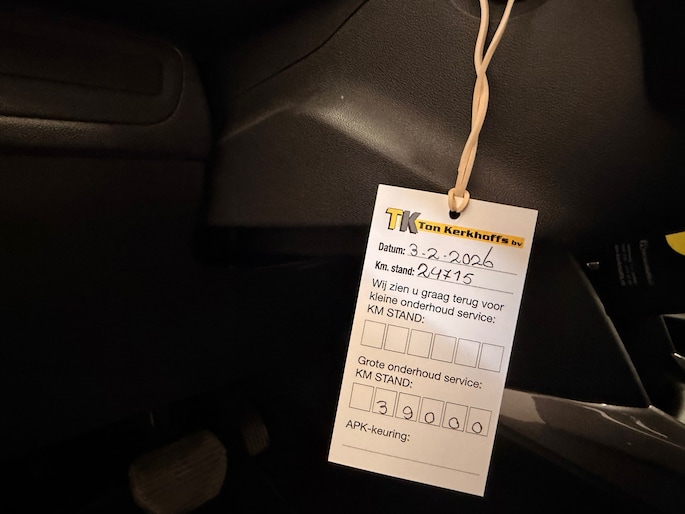 TK Ton Kerkhoffs bv
Datum: 3-2-2026
Km. stand: 24715
Wij zien u graag terug voor
kleine onderhoud service:
KM STAND:
Grote onderhoud service:
KM STAND:
39000
APK-keuring: